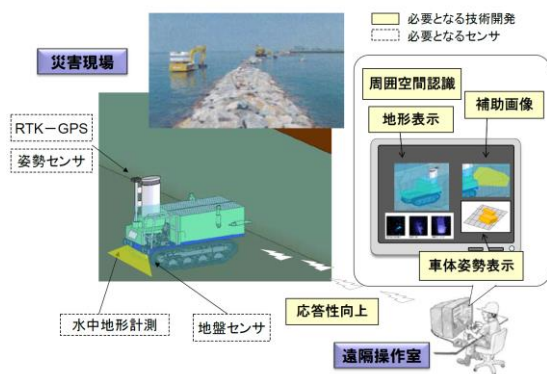 必要となる技術開発
必要となるセンサ
災害現場
周囲空間認識
地形表示
補助画像
RTK－GPS
姿勢センサ
車体姿勢表示
水中地形計測
地盤センサ
応答性向上
遠隔操作室